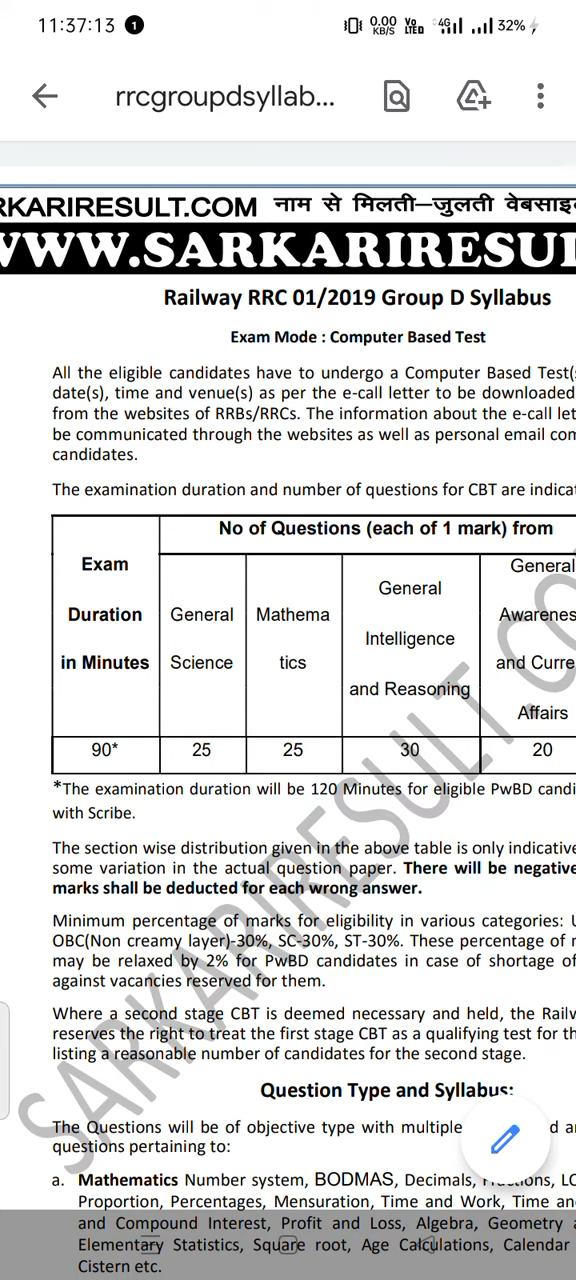 11:37:13 1 0.00 KB/S Vo LTE 4G 32%
rrcgroupdsyllab...
RKARIRESULT.COM नाम से मिलती–जुलती वेबसाइ
WWW.SARKARIRESUL
Railway RRC 01/2019 Group D Syllabus
Exam Mode : Computer Based Test
All the eligible candidates have to undergo a Computer Based Test(
date(s), time and venue(s) as per the e-call letter to be downloaded
from the websites of RRBs/RRCs. The information about the e-call let
be communicated through the websites as well as personal email com
candidates.
The examination duration and number of questions for CBT are indicat
No of Questions (each of 1 mark) from
Exam Duration in Minutes
General Science
Mathema tics
General Intelligence and Reasoning
General Awarenes and Curre Affairs
90* 25 25 30 20
*The examination duration will be 120 Minutes for eligible PwBD candi
with Scribe.
The section wise distribution given in the above table is only indicative
some variation in the actual question paper. There will be negative
marks shall be deducted for each wrong answer.
Minimum percentage of marks for eligibility in various categories: U
OBC(Non creamy layer)-30%, SC-30%, ST-30%. These percentage of
may be relaxed by 2% for PwBD candidates in case of shortage of
against vacancies reserved for them.
Where a second stage CBT is deemed necessary and held, the Railw
reserves the right to treat the first stage CBT as a qualifying test for th
listing a reasonable number of candidates for the second stage.
Question Type and Syllabus:
The Questions will be of objective type with multiple
questions pertaining to:
a. Mathematics Number system, BODMAS, Decimals, LC
Proportion, Percentages, Mensuration, Time and Work, Time an
and Compound Interest, Profit and Loss, Algebra, Geometry
Elementary Statistics, Square root, Age Calculations, Calendar
Cistern etc.
SARKARIRESULT.CO